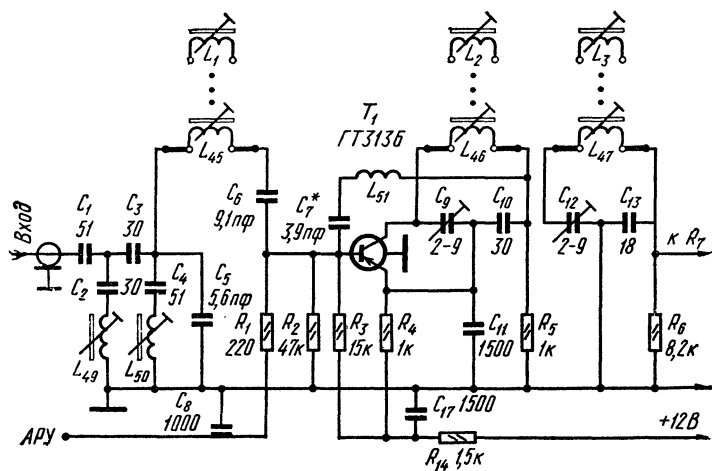 L₁
L₂
L₃
T₁
ГТ313Б
L₄₅
L₄₆
L₄₇
L₅₁
Вход
C₁
51
C₃
30
C₆
9,1пф
C₇*
3,9пф
C₉
2-9
C₁₀
30
C₁₂
2-9
C₁₃
18
к R₇
C₂
30
C₄
51
C₅
5,6пф
R₁
220
R₂
47к
R₃
15к
R₄
1к
C₁₁
1500
R₅
1к
R₆
8,2к
L₄₉
L₅₀
C₈
1000
C₁₇ 1500
АРУ
+12В
R₁₄ 1,5к